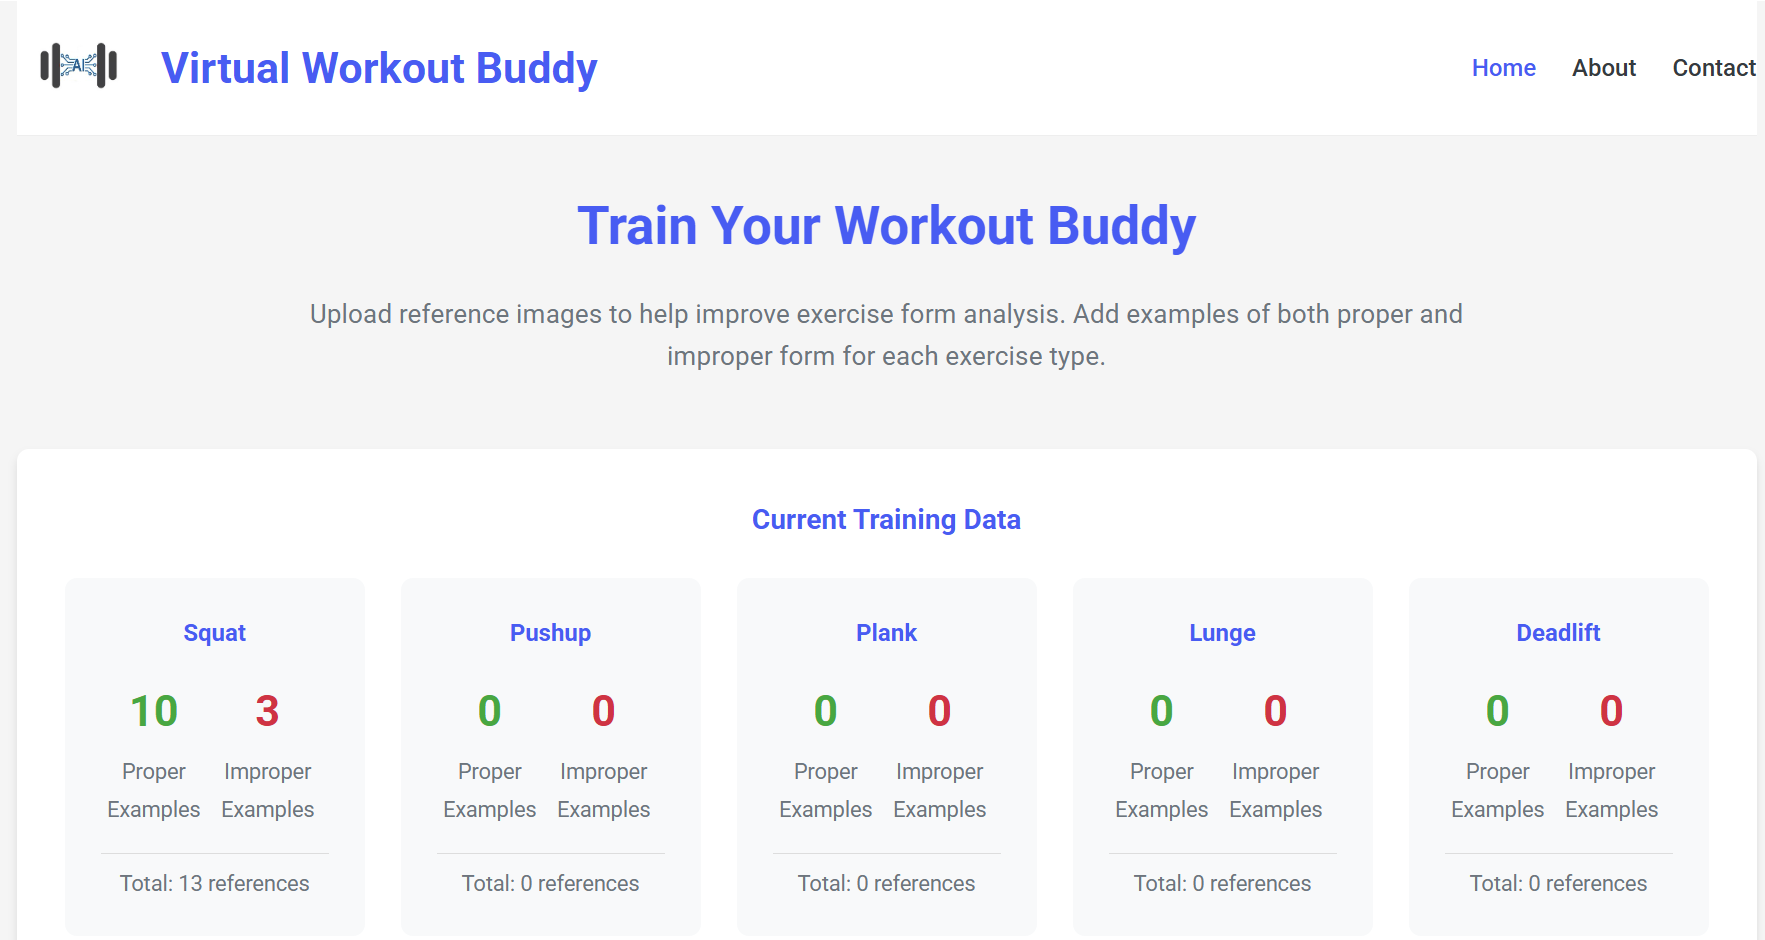 AI
Virtual Workout Buddy
Home About Contact
Train Your Workout Buddy
Upload reference images to help improve exercise form analysis. Add examples of both proper and
improper form for each exercise type.
Current Training Data
Squat
10 3
Proper Improper
Examples Examples
Total: 13 references
Pushup
0 0
Proper Improper
Examples Examples
Total: 0 references
Plank
0 0
Proper Improper
Examples Examples
Total: 0 references
Lunge
0 0
Proper Improper
Examples Examples
Total: 0 references
Deadlift
0 0
Proper Improper
Examples Examples
Total: 0 references